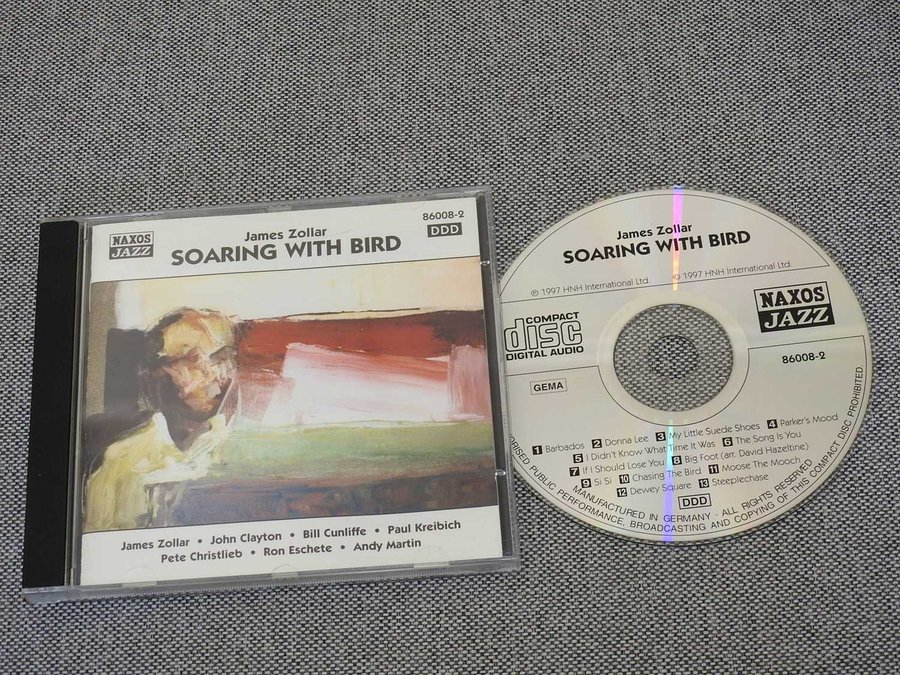 James Zollar
SOARING WITH BIRD
86008-2
DDD
NAXOS
JAZZ
James Zollar • John Clayton • Bill Cunliffe • Paul Kreibich
Pete Christlieb • Ron Eschete • Andy Martin
James Zollar
SOARING WITH BIRD
℗ 1997 HNH International Ltd. © 1997 HNH International Ltd.
COMPACT
disc
DIGITAL AUDIO
NAXOS
JAZZ
86008-2
GEMA
1 Barbados 2 Donna Lee 3 My Little Suede Shoes 4 Parker's Mood
5 I Didn't Know What Time It Was 6 The Song Is You
7 If I Should Lose You 8 Big Foot (arr. David Hazeltine)
9 Si Si 10 Chasing The Bird 11 Moose The Mooch
12 Dewey Square 13 Steeplechase
DDD
MANUFACTURED IN GERMANY · ALL RIGHTS RESERVED
ORISED PUBLIC PERFORMANCE, BROADCASTING AND COPYING OF THIS COMPACT DISC PROHIBITED.